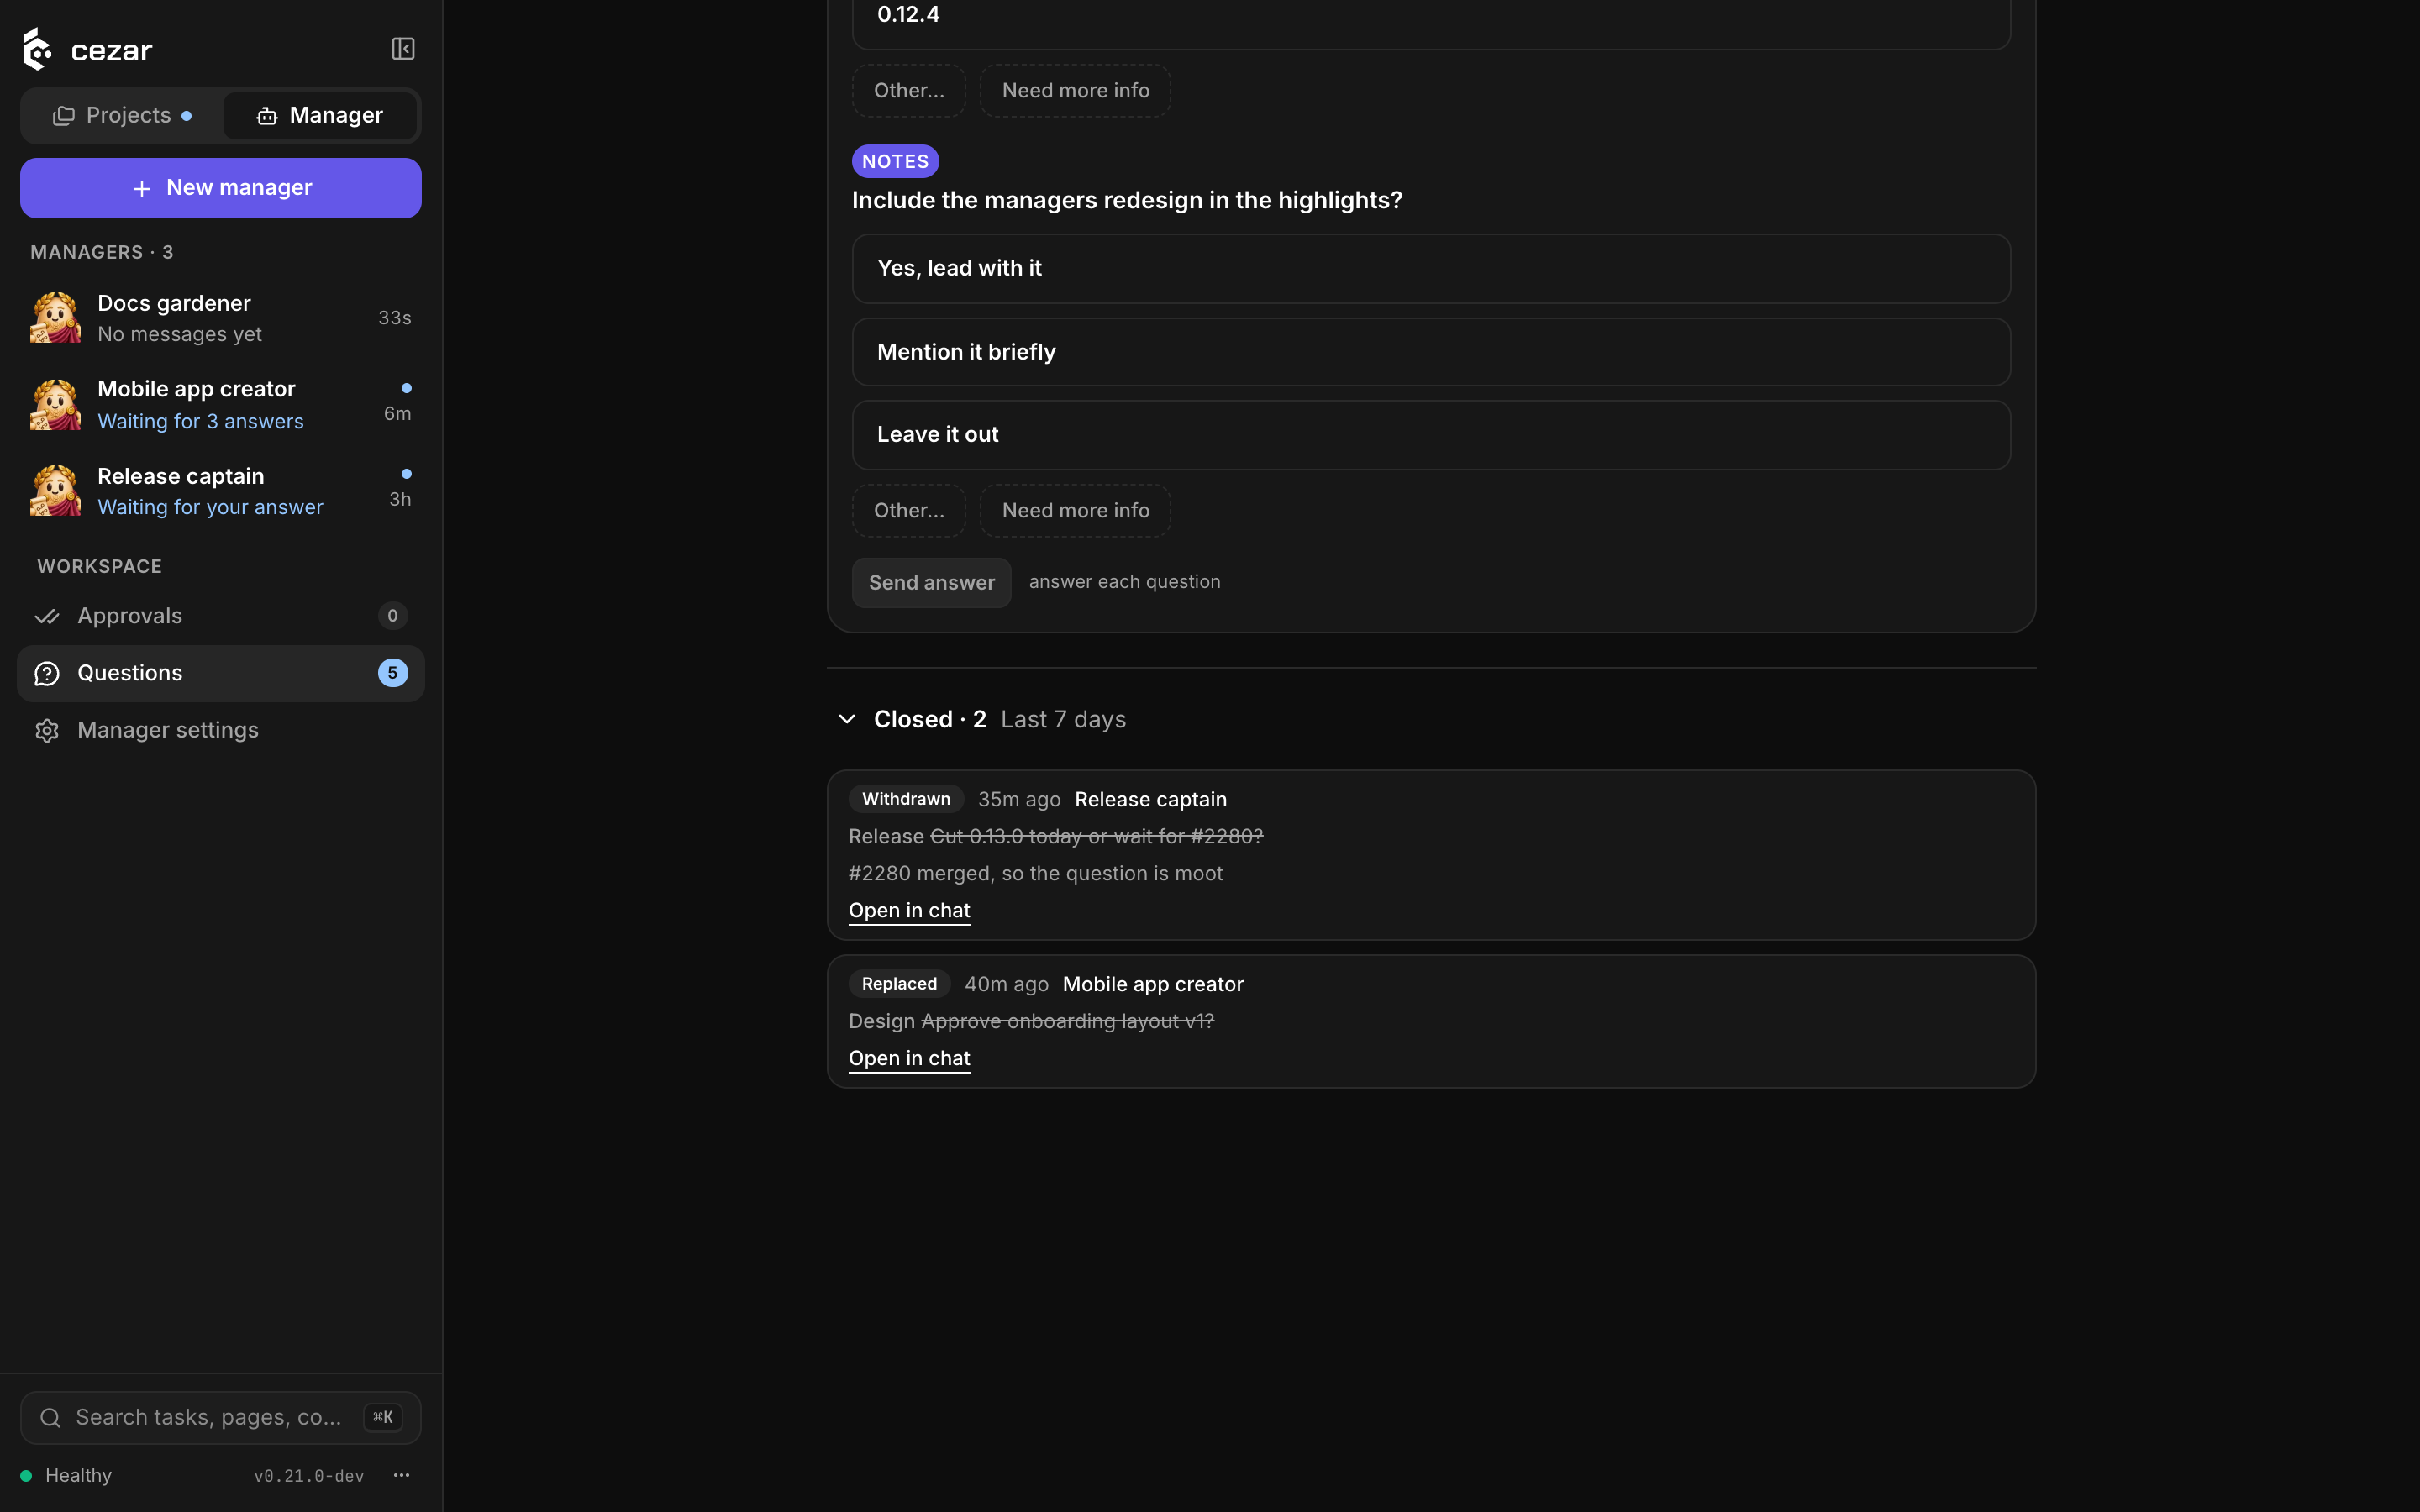 cezar
Projects
Manager
+ New manager
MANAGERS · 3
Docs gardener
No messages yet
33s
Mobile app creator
Waiting for 3 answers
6m
Release captain
Waiting for your answer
3h
WORKSPACE
Approvals
0
Questions
5
Manager settings
Search tasks, pages, co...
⌘K
Healthy
v0.21.0-dev
0.12.4
Other...
Need more info
NOTES
Include the managers redesign in the highlights?
Yes, lead with it
Mention it briefly
Leave it out
Other...
Need more info
Send answer
answer each question
Closed · 2 Last 7 days
Withdrawn 35m ago Release captain
Release Cut 0.13.0 today or wait for #2280?
#2280 merged, so the question is moot
Open in chat
Replaced 40m ago Mobile app creator
Design Approve onboarding layout v1?
Open in chat